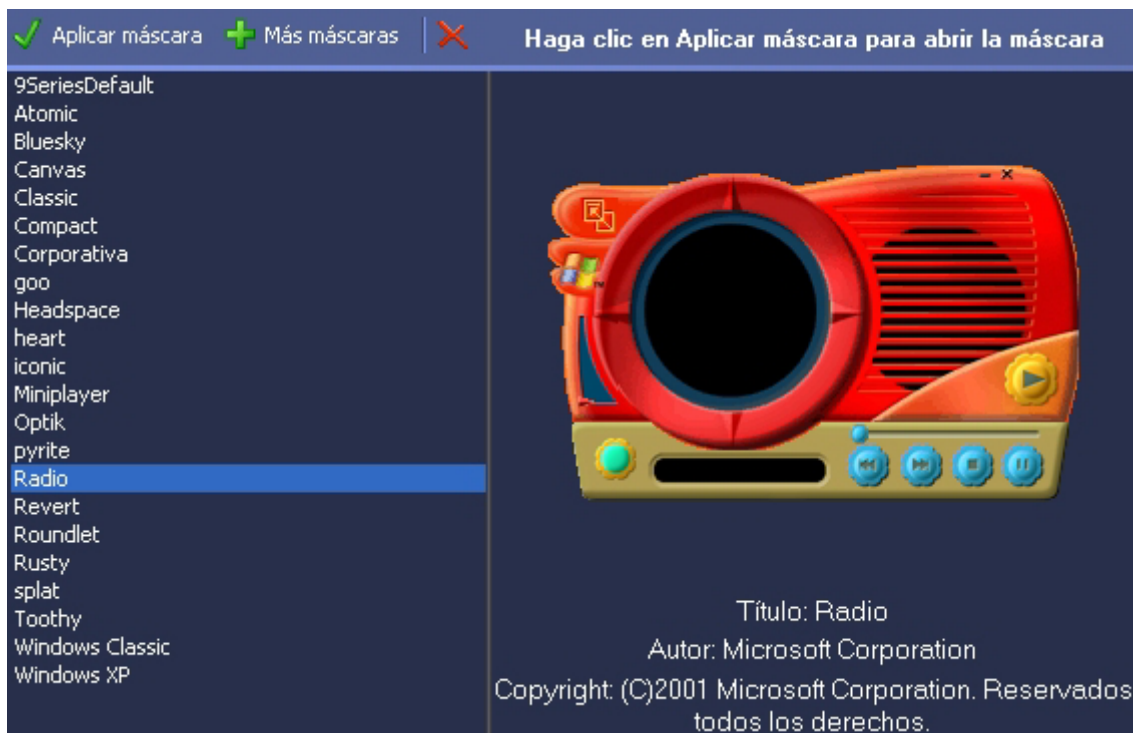 Aplicar máscara Más máscaras
Haga clic en Aplicar máscara para abrir la máscara
9SeriesDefault
Atomic
Bluesky
Canvas
Classic
Compact
Corporativa
goo
Headspace
heart
iconic
Miniplayer
Optik
pyrite
Radio
Revert
Roundlet
Rusty
splat
Toothy
Windows Classic
Windows XP
Título: Radio
Autor: Microsoft Corporation
Copyright: (C)2001 Microsoft Corporation. Reservados
todos los derechos.